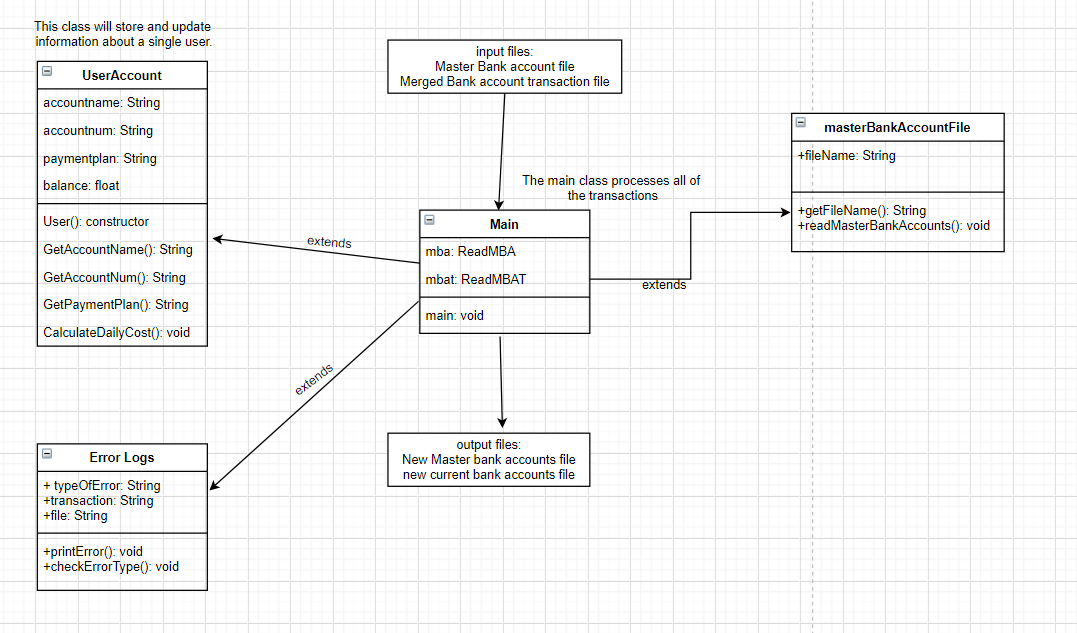 This class will store and update
information about a single user.
UserAccount
accountname: String
accountnum: String
paymentplan: String
balance: float
User(): constructor
GetAccountName(): String
GetAccountNum(): String
GetPaymentPlan(): String
CalculateDailyCost(): void
input files:
Master Bank account file
Merged Bank account transaction file
The main class processes all of
the transactions
Main
mba: ReadMBA
mbat: ReadMBAT
main: void
extends
extends
extends
masterBankAccountFile
+fileName: String
+getFileName(): String
+readMasterBankAccounts(): void
Error Logs
+ typeOfError: String
+transaction: String
+file: String
+printError(): void
+checkErrorType(): void
output files:
New Master bank accounts file
new current bank accounts file